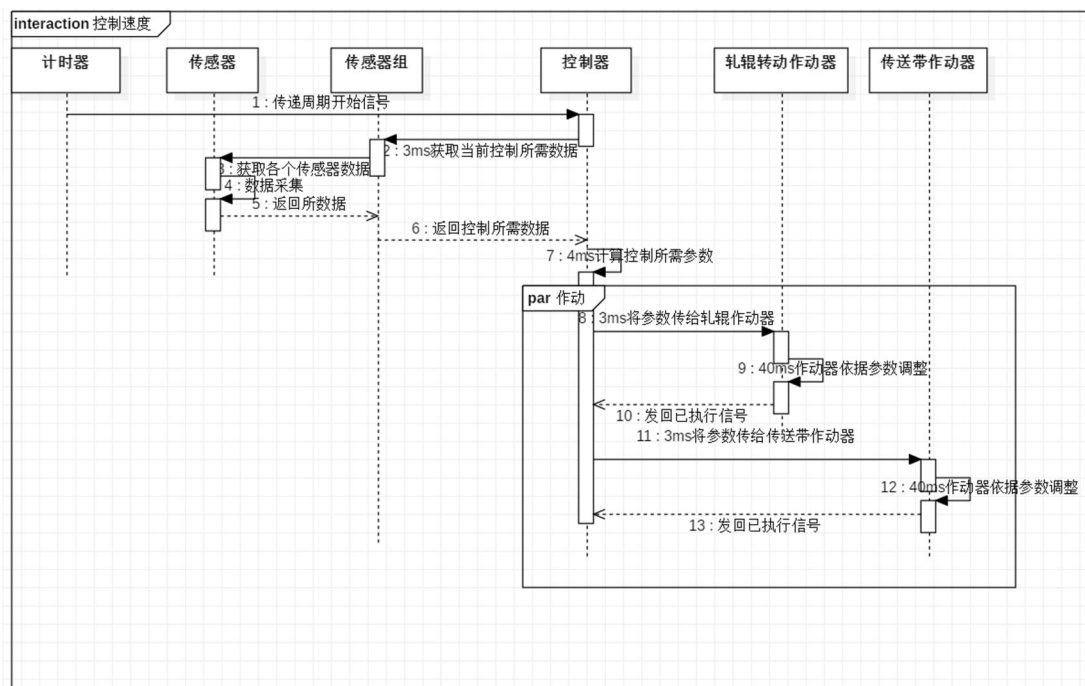 interaction 控制速度
计时器
传感器
传感器组
控制器
轧辊转动作动器
传送带作动器
1 : 传递周期开始信号
2 : 3ms获取当前控制所需数据
3 : 获取各个传感器数据
4 : 数据采集
5 : 返回所数据
6 : 返回控制所需数据
7 : 4ms计算控制所需参数
par 作动
8 : 3ms将参数传给轧辊作动器
9 : 40ms作动器依据参数调整
10 : 发回已执行信号
11 : 3ms将参数传给传送带作动器
12 : 40ms作动器依据参数调整
13 : 发回已执行信号